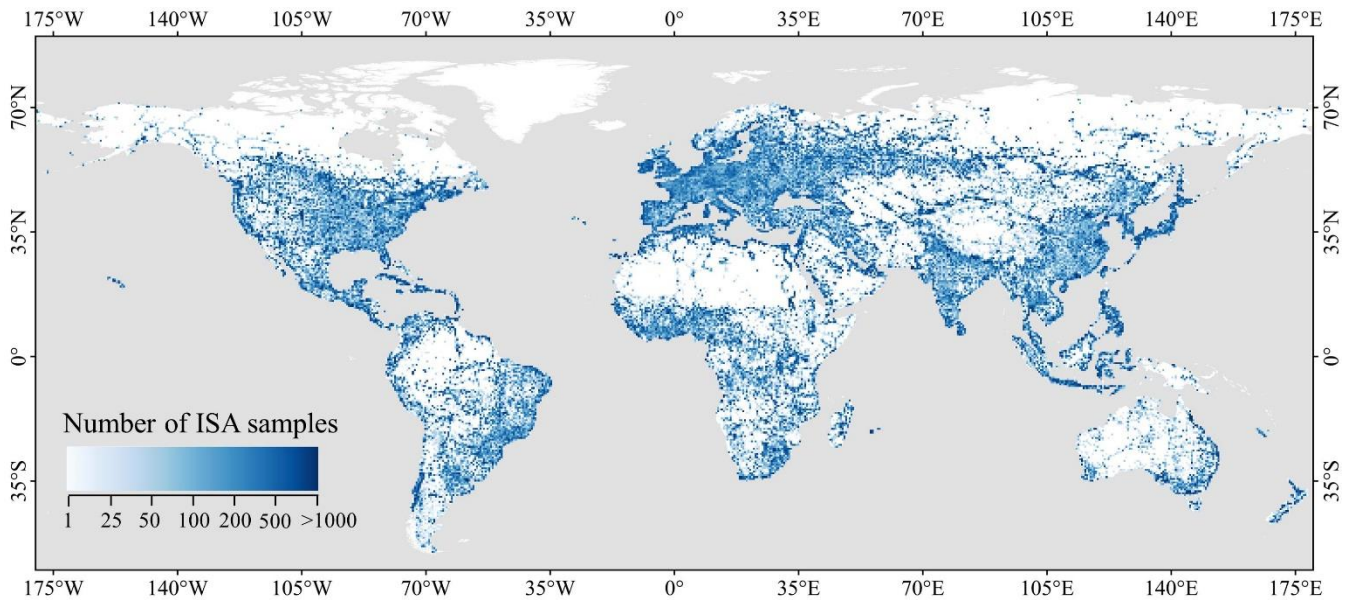 175°W 140°W 105°W 70°W 35°W 0° 35°E 70°E 105°E 140°E 175°E
70°N 70°N
35°N 35°N
0° 0°
35°S 35°S
Number of ISA samples
1 25 50 100 200 500 >1000
175°W 140°W 105°W 70°W 35°W 0° 35°E 70°E 105°E 140°E 175°E